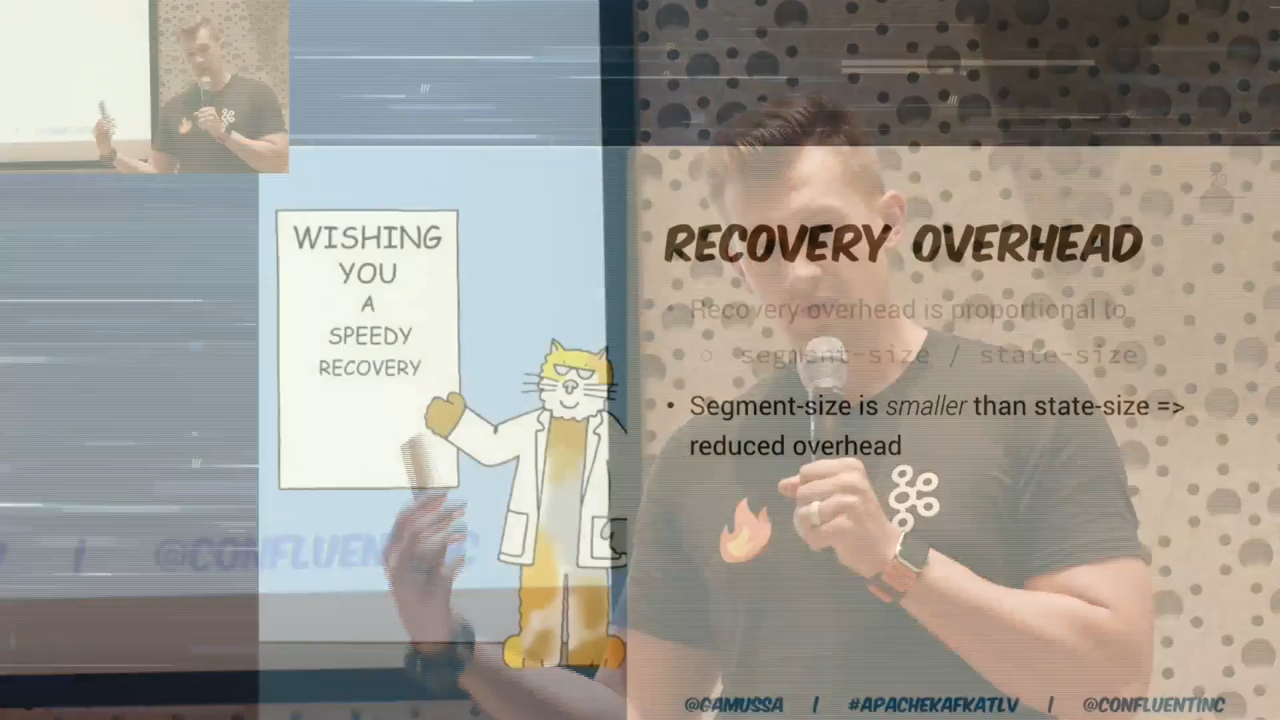 WISHING
YOU
A
SPEEDY
RECOVERY
23
RECOVERY OVERHEAD
• Recovery overhead is proportional to
○ segment-size / state-size
• Segment-size is smaller than state-size =>
reduced overhead
| @CONFLUENTINC
@GAMUSSA | #APACHEKAFKATLV | @CONFLUENTINC